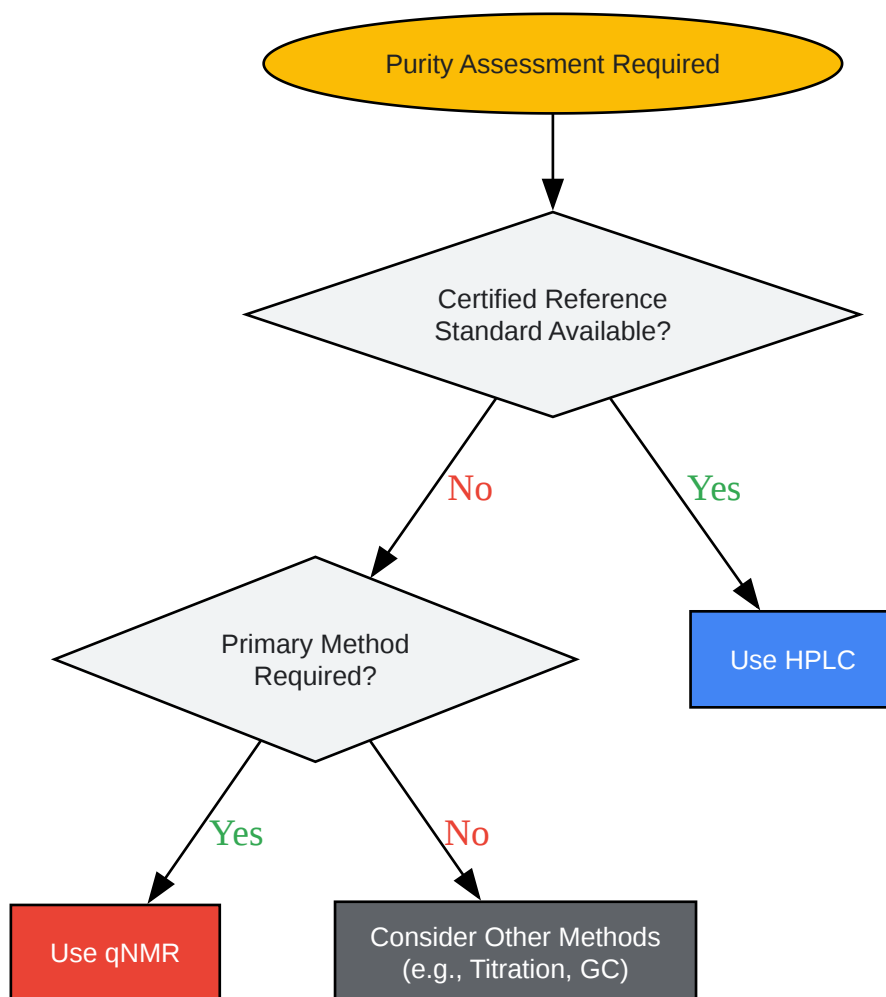 Purity Assessment Required
Certified Reference
Standard Available?
No
Yes
Primary Method
Required?
Use HPLC
Yes
No
Use qNMR
Consider Other Methods
(e.g., Titration, GC)